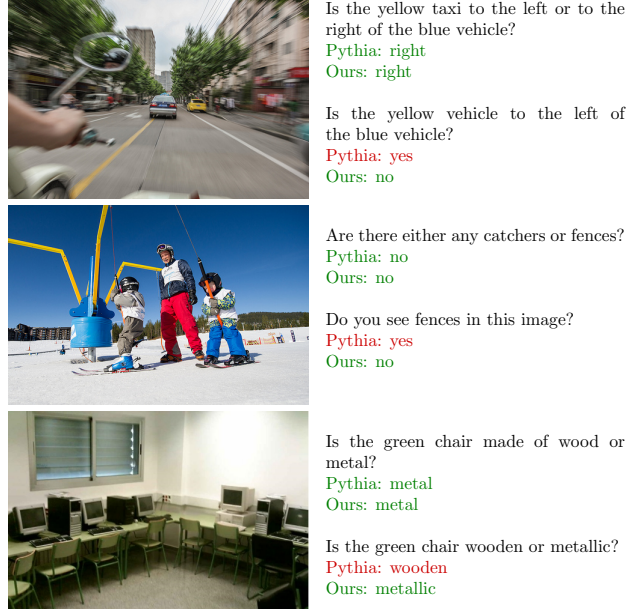 Is the yellow taxi to the left or to the
right of the blue vehicle?
Pythia: right
Ours: right
Is the yellow vehicle to the left of
the blue vehicle?
Pythia: yes
Ours: no
Are there either any catchers or fences?
Pythia: no
Ours: no
Do you see fences in this image?
Pythia: yes
Ours: no
Is the green chair made of wood or
metal?
Pythia: metal
Ours: metal
Is the green chair wooden or metallic?
Pythia: wooden
Ours: metallic